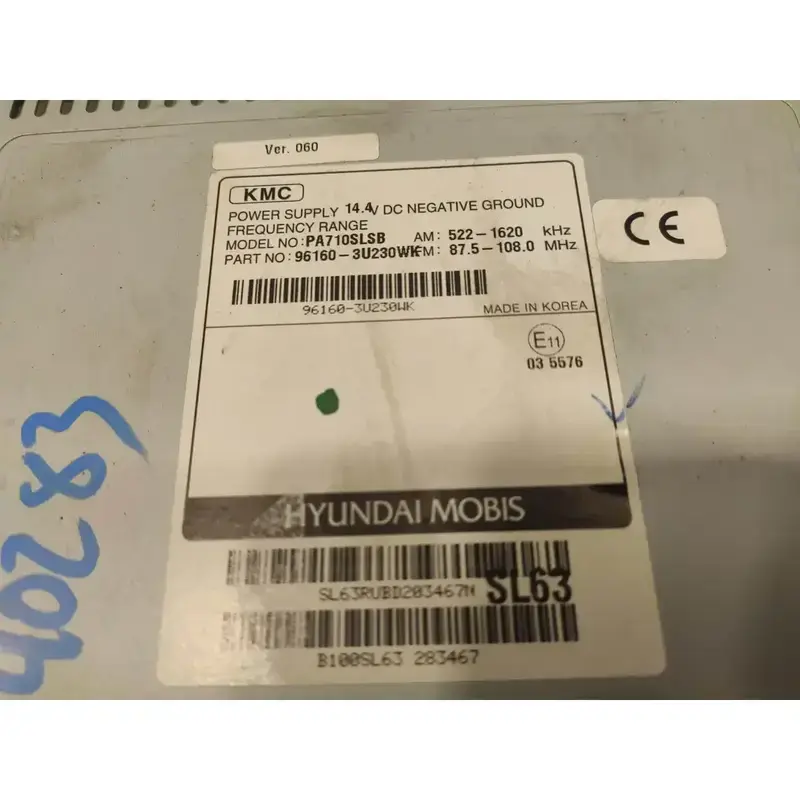 Ver. 060
KMC
POWER SUPPLY 14.4V DC NEGATIVE GROUND
FREQUENCY RANGE
MODEL NO: PA710SLSB AM: 522-1620 kHz
PART NO: 96160-3U230WK FM: 87.5-108.0 MHz
96160-3U230WK
MADE IN KOREA
CE
E11
03 5576
40283
HYUNDAI MOBIS
SL63RUBD283467N SL63
B100SL63 283467